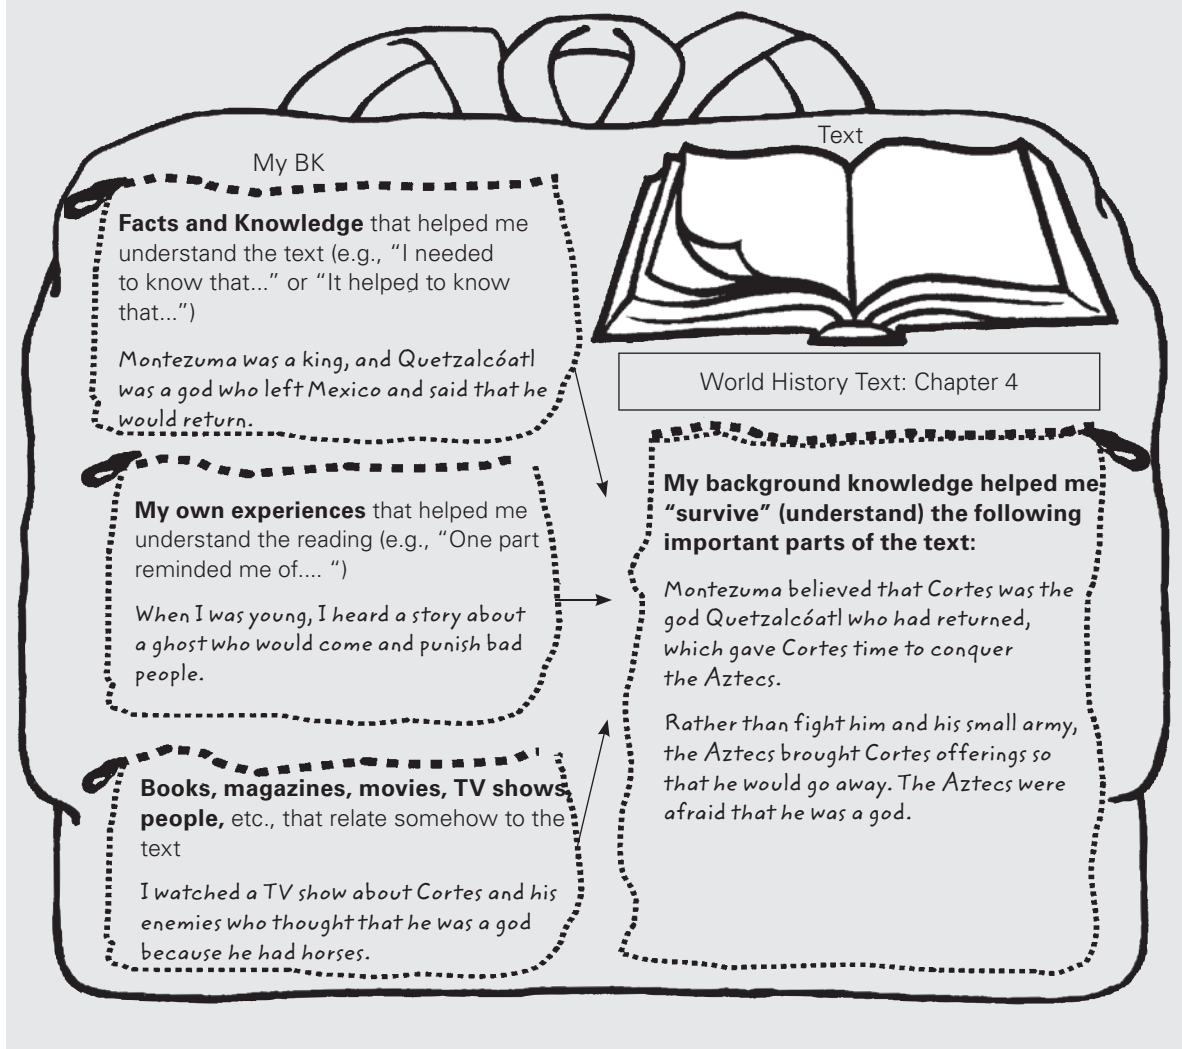 My BK
Facts and Knowledge that helped me
understand the text (e.g., “I needed
to know that...” or “It helped to know
that...”)
Montezuma was a king, and Quetzalcóatl
was a god who left Mexico and said that he
would return.
My own experiences that helped me
understand the reading (e.g., “One part
reminded me of.... “)
When I was young, I heard a story about
a ghost who would come and punish bad
people.
Books, magazines, movies, TV shows,
people, etc., that relate somehow to the
text
I watched a TV show about Cortes and his
enemies who thought that he was a god
because he had horses.
Text
World History Text: Chapter 4
My background knowledge helped me
“survive” (understand) the following
important parts of the text:
Montezuma believed that Cortes was the
god Quetzalcóatl who had returned,
which gave Cortes time to conquer
the Aztecs.
Rather than fight him and his small army,
the Aztecs brought Cortes offerings so
that he would go away. The Aztecs were
afraid that he was a god.